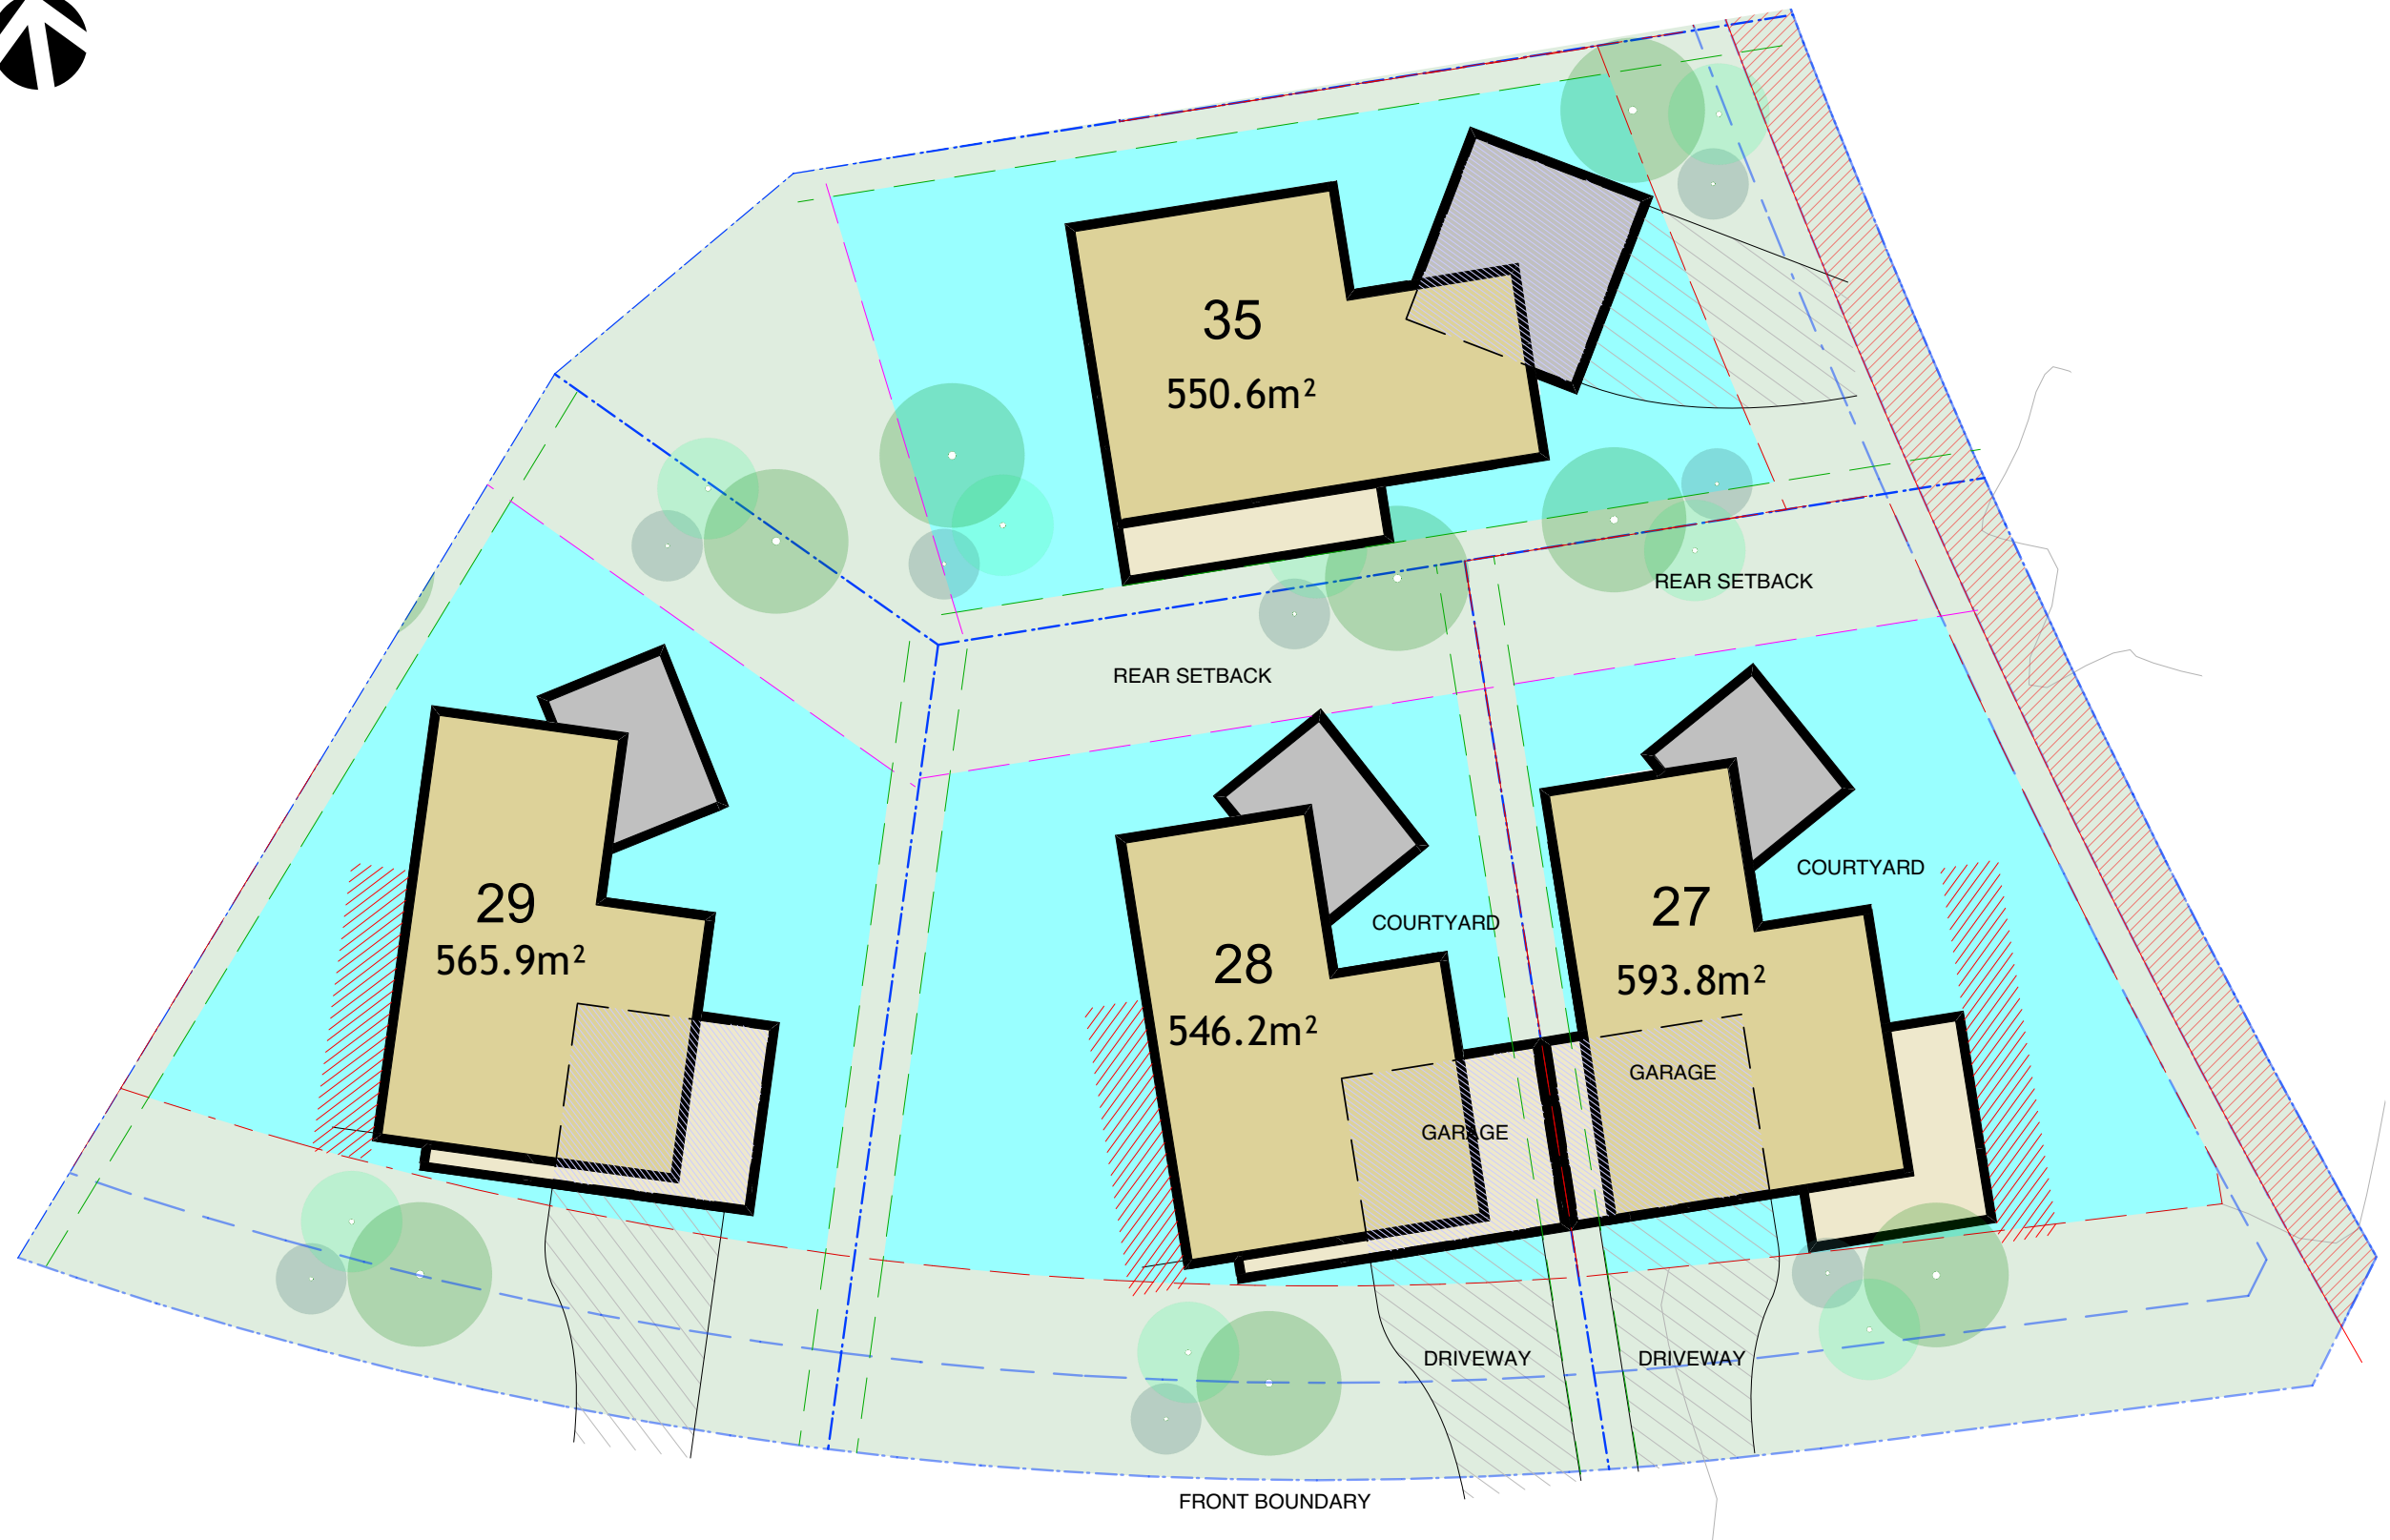 35
550.6m²
REAR SETBACK
REAR SETBACK
COURTYARD
29
565.9m²
27
593.8m²
COURTYARD
28
546.2m²
GARAGE
GARAGE
DRIVEWAY
DRIVEWAY
FRONT BOUNDARY